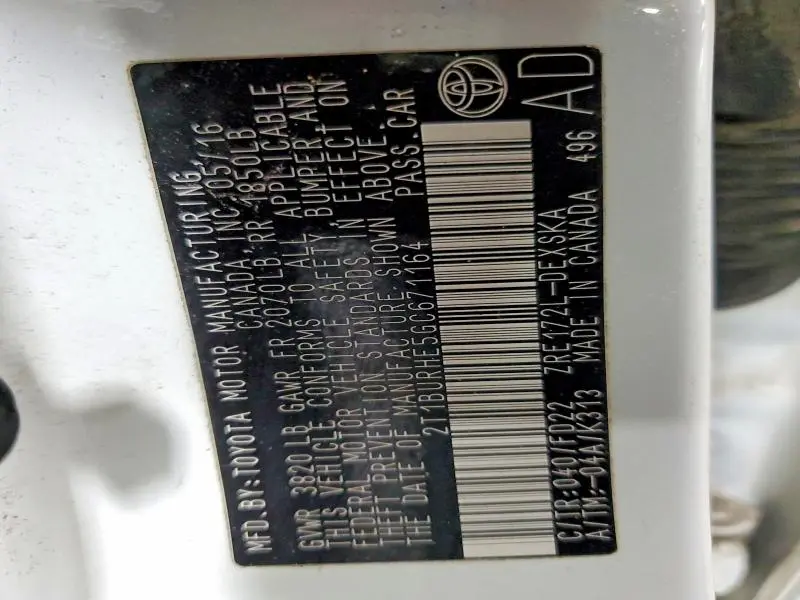 MFD.BY:TOYOTA MOTOR MANUFACTURING,
CANADA, INC. 05/16
GVWR 3820 LB GAWR FR 2070LB RR 1850LB
THIS VEHICLE CONFORMS TO ALL APPLICABLE
FEDERAL MOTOR VEHICLE SAFETY, BUMPER,AND
THEFT PREVENTION STANDARDS IN EFFECT ON
THE DATE OF MANUFACTURE SHOWN ABOVE.
2T1BURHE5GC671164 PASS.CAR
C/TR:040/FD22 ZRE172L-DEXSKA
A/TM:-04A/K313 MADE IN CANADA 496
AD